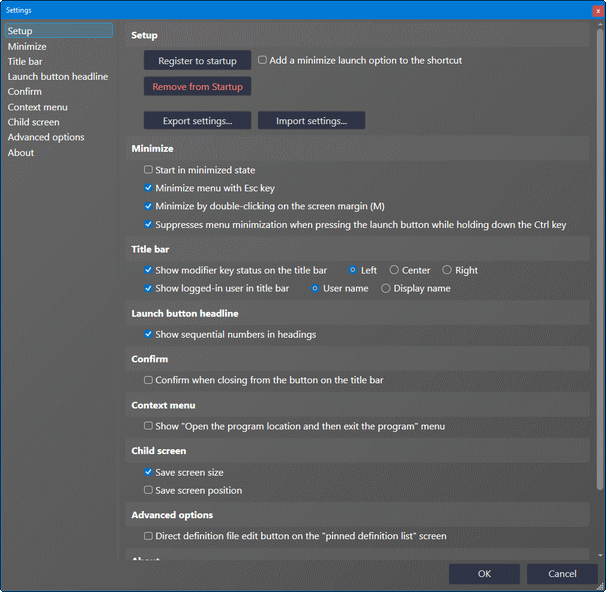 Settings
x
Setup
Minimize
Title bar
Launch button headline
Confirm
Context menu
Child screen
Advanced options
About
Setup
Register to startup
Add a minimize launch option to the shortcut
Remove from Startup
Export settings...
Import settings...
Minimize
Start in minimized state
Minimize menu with Esc key
Minimize by double-clicking on the screen margin (M)
Suppresses menu minimization when pressing the launch button while holding down the Ctrl key
Title bar
Show modifier key status on the title bar Left Center Right
Show logged-in user in title bar User name Display name
Launch button headline
Show sequential numbers in headings
Confirm
Confirm when closing from the button on the title bar
Context menu
Show "Open the program location and then exit the program" menu
Child screen
Save screen size
Save screen position
Advanced options
Direct definition file edit button on the "pinned definition list" screen
About
OK Cancel